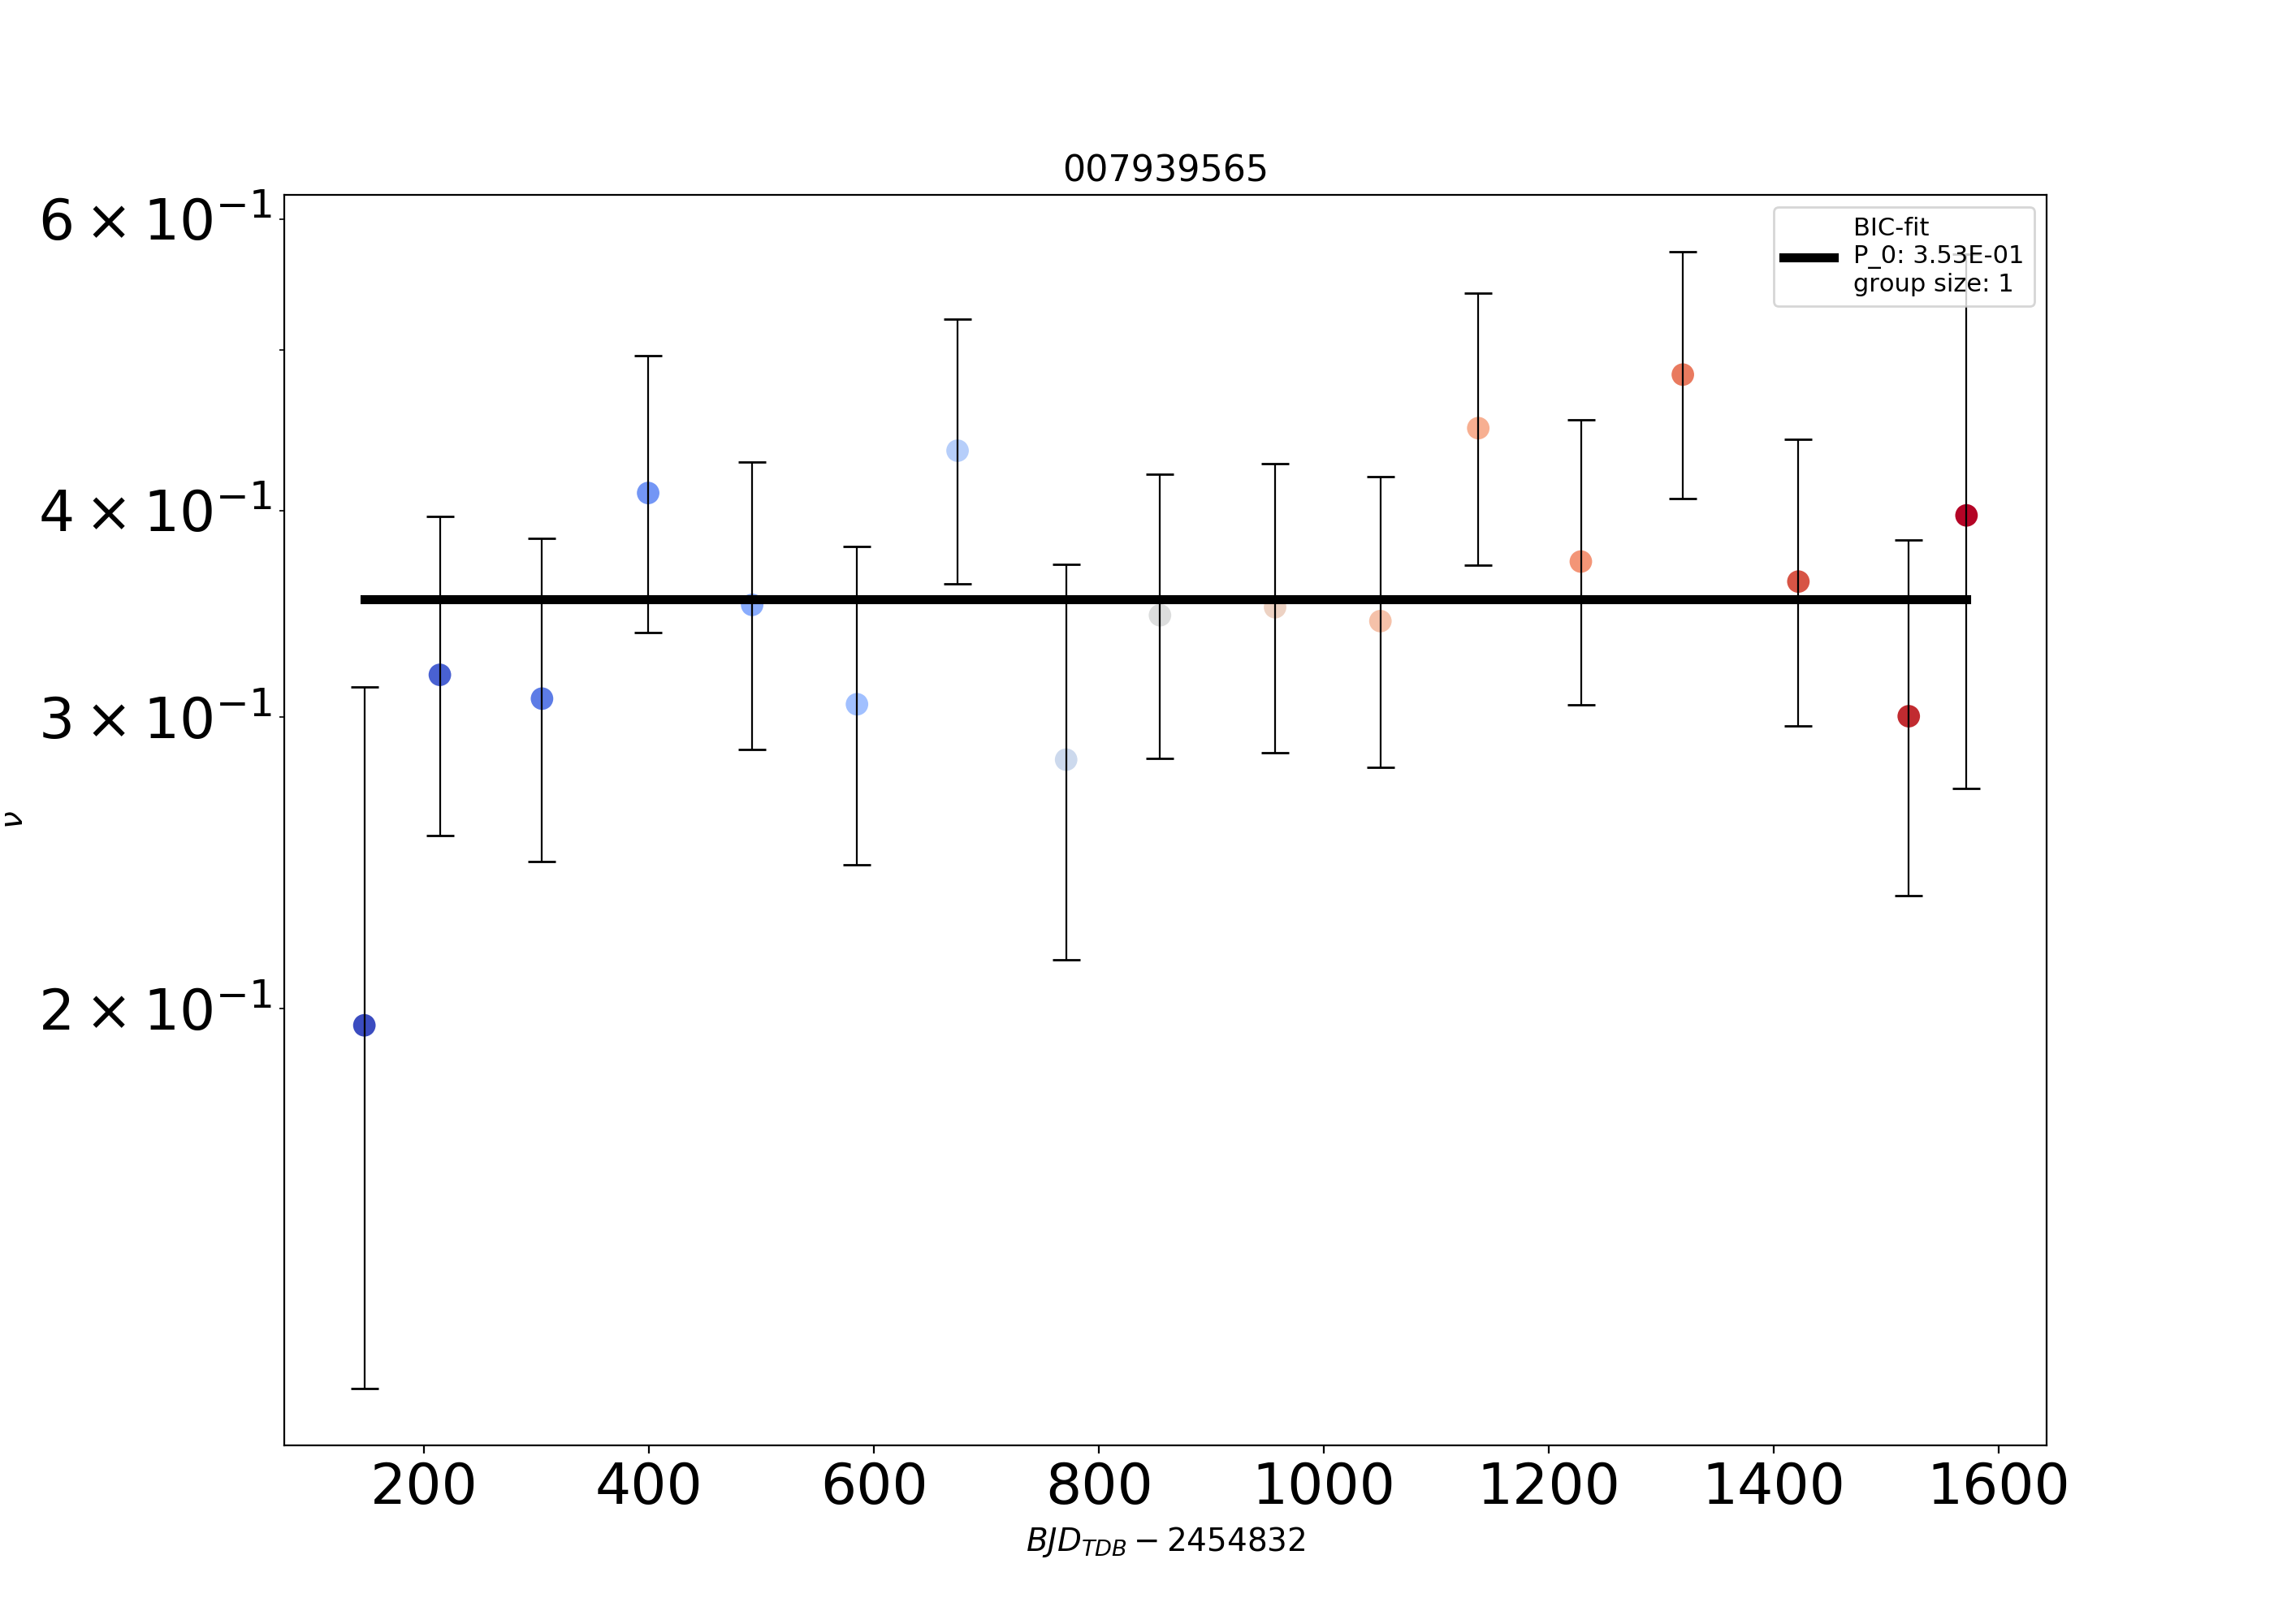 007939565
6 × 10⁻¹
4 × 10⁻¹
3 × 10⁻¹
2 × 10⁻¹
ν
BIC-fit
P_0: 3.53E-01
group size: 1
200 400 600 800 1000 1200 1400 1600
BJD_TDB − 2454832